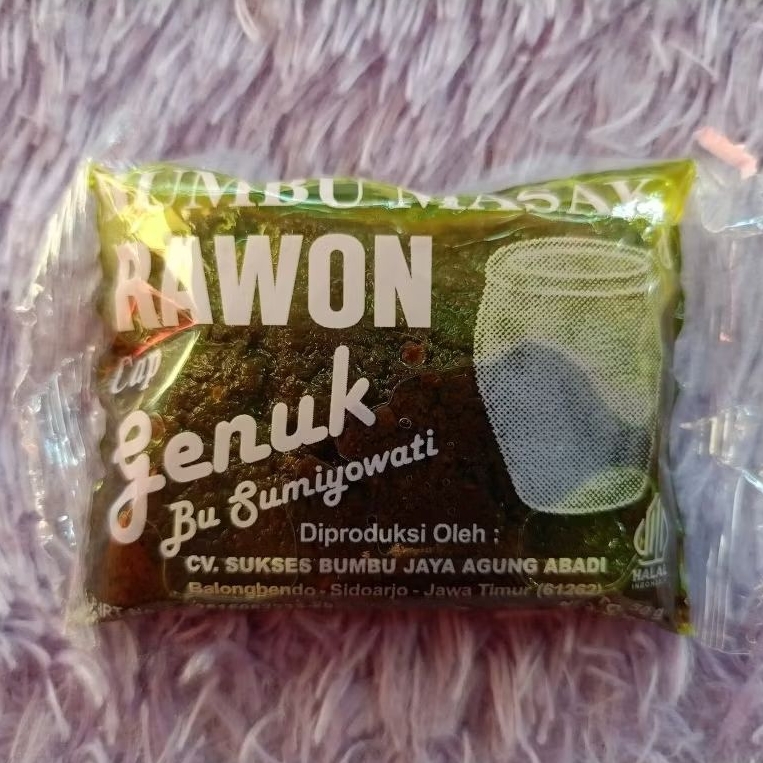 BUMBU MASAK
RAWON
Cap
Genuk
Bu Sumiyowati
Diproduksi Oleh :
CV. SUKSES BUMBU JAYA AGUNG ABADI
Balongbendo - Sidoarjo - Jawa Timur (61262)
HALAL
INDONESIA